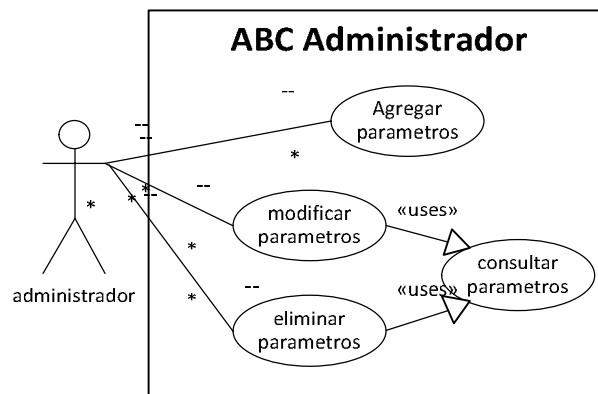 ABC Administrador
--
Agregar
parametros
--
--
*
--
--
*
*
*
modificar
parametros
«uses»
*
consultar
parametros
--
«uses»
*
eliminar
parametros
administrador